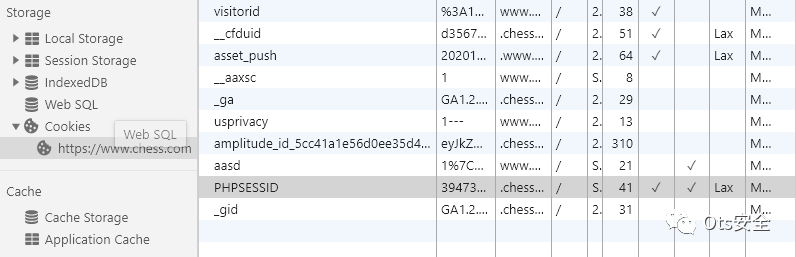 Storage
Local Storage
Session Storage
IndexedDB
Web SQL
Cookies
Web SQL
https://www.chess.com
Cache
Cache Storage
Application Cache
visitorid %3A1... www.... / 2. 38 ✓ M...
__cfduid d3567... .chess... / 2. 51 ✓ Lax M...
asset_push 20201... www.... / 2. 64 ✓ Lax M...
__aaxsc 1 www.... / S. 8 M...
_ga GA1.2.... .chess... / 2. 29 M...
usprivacy 1--- www.... / 2. 13 M...
amplitude_id_5cc41a1e56d0ee35d4... eyJkZ... .chess... / 2. 310 M...
aasd 1%7C... www.... / S. 21 ✓ M...
PHPSESSID 39473... .chess... / S. 41 ✓ ✓ Lax M...
_gid GA1.2.... .chess... / 2. 31 M...
Ots安全